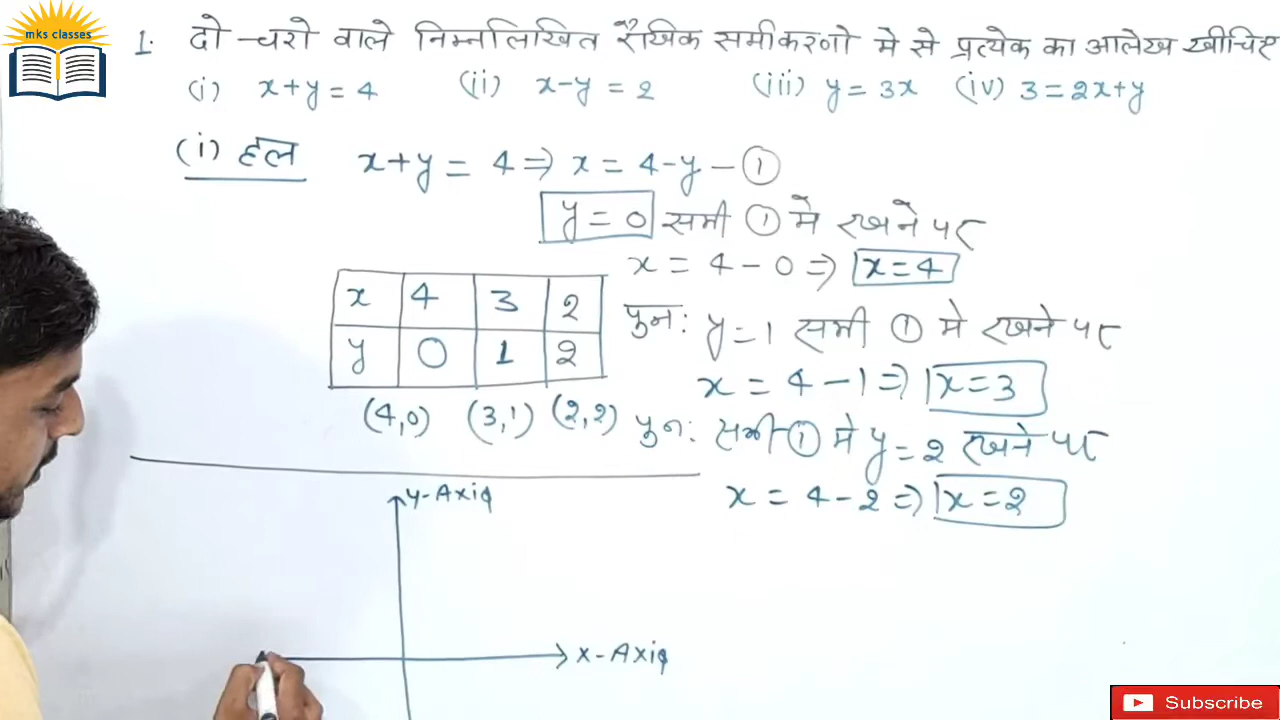 mks classes
1. दो चरो वाले निम्नलिखित रैखिक समीकरणो मे से प्रत्येक का आलेख खीचिए
(i) x+y = 4 (ii) x-y = 2 (iii) y = 3x (iv) 3 = 2x+y
(i) हल x+y = 4 ⇒ x = 4-y - ①
y = 0 समी ① मे रखने पर
x = 4 - 0 ⇒ x = 4
x 4 3 2
y 0 1 2
(4,0) (3,1) (2,2)
पुनः y = 1 समी ① मे रखने पर
x = 4 - 1 ⇒ x = 3
पुनः समी ① मे y = 2 रखने पर
x = 4 - 2 ⇒ x = 2
y-Axis
x-Axis
Subscribe